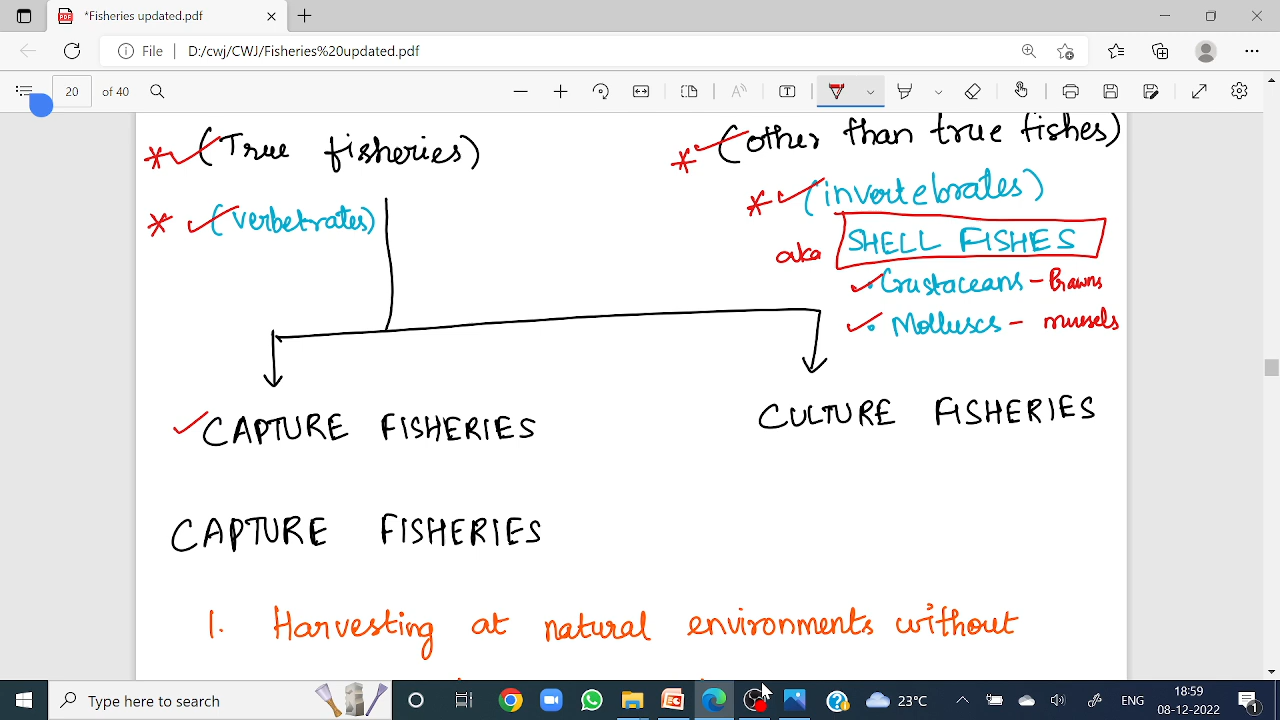 *Fisheries updated.pdf
File D:/cwj/CWJ/Fisheries%20updated.pdf
20 of 40
(True fisheries)
(other than true fishes)
(invertebrates)
(verbetrates)
aka SHELL FISHES
Crustaceans - Prawns
Molluscs - mussels
CAPTURE FISHERIES
CULTURE FISHERIES
CAPTURE FISHERIES
1. Harvesting at natural environments without
Type here to search
23°C
ENG
18:59
08-12-2022
1